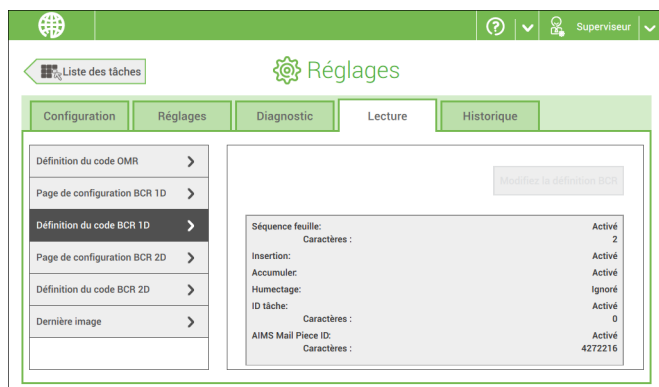 Superviseur
Liste des tâches
Réglages
Configuration
Réglages
Diagnostic
Lecture
Historique
Définition du code OMR
Page de configuration BCR 1D
Définition du code BCR 1D
Page de configuration BCR 2D
Définition du code BCR 2D
Dernière image
Modifiez la définition BCR
Séquence feuille: Activé
Caractères : 2
Insertion: Activé
Accumuler: Activé
Humectage: Ignoré
ID tâche: Activé
Caractères : 0
AIMS Mail Piece ID: Activé
Caractères : 4272216